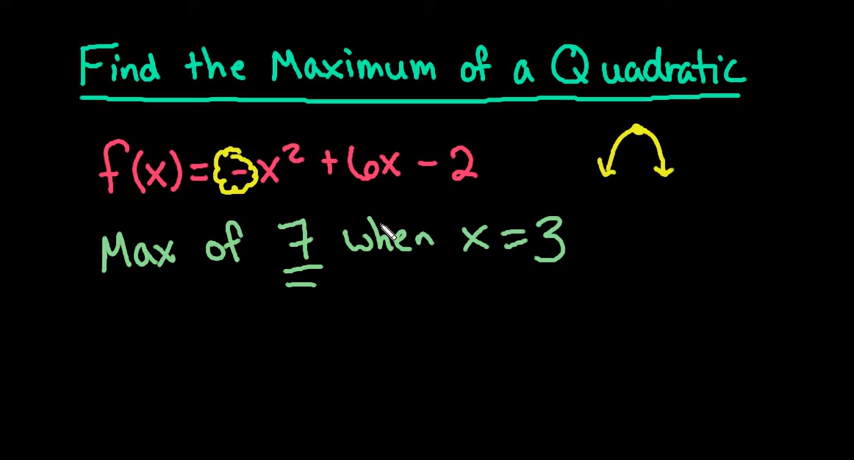 Find the Maximum of a Quadratic
f(x) = -x² + 6x - 2
Max of 7 when x = 3